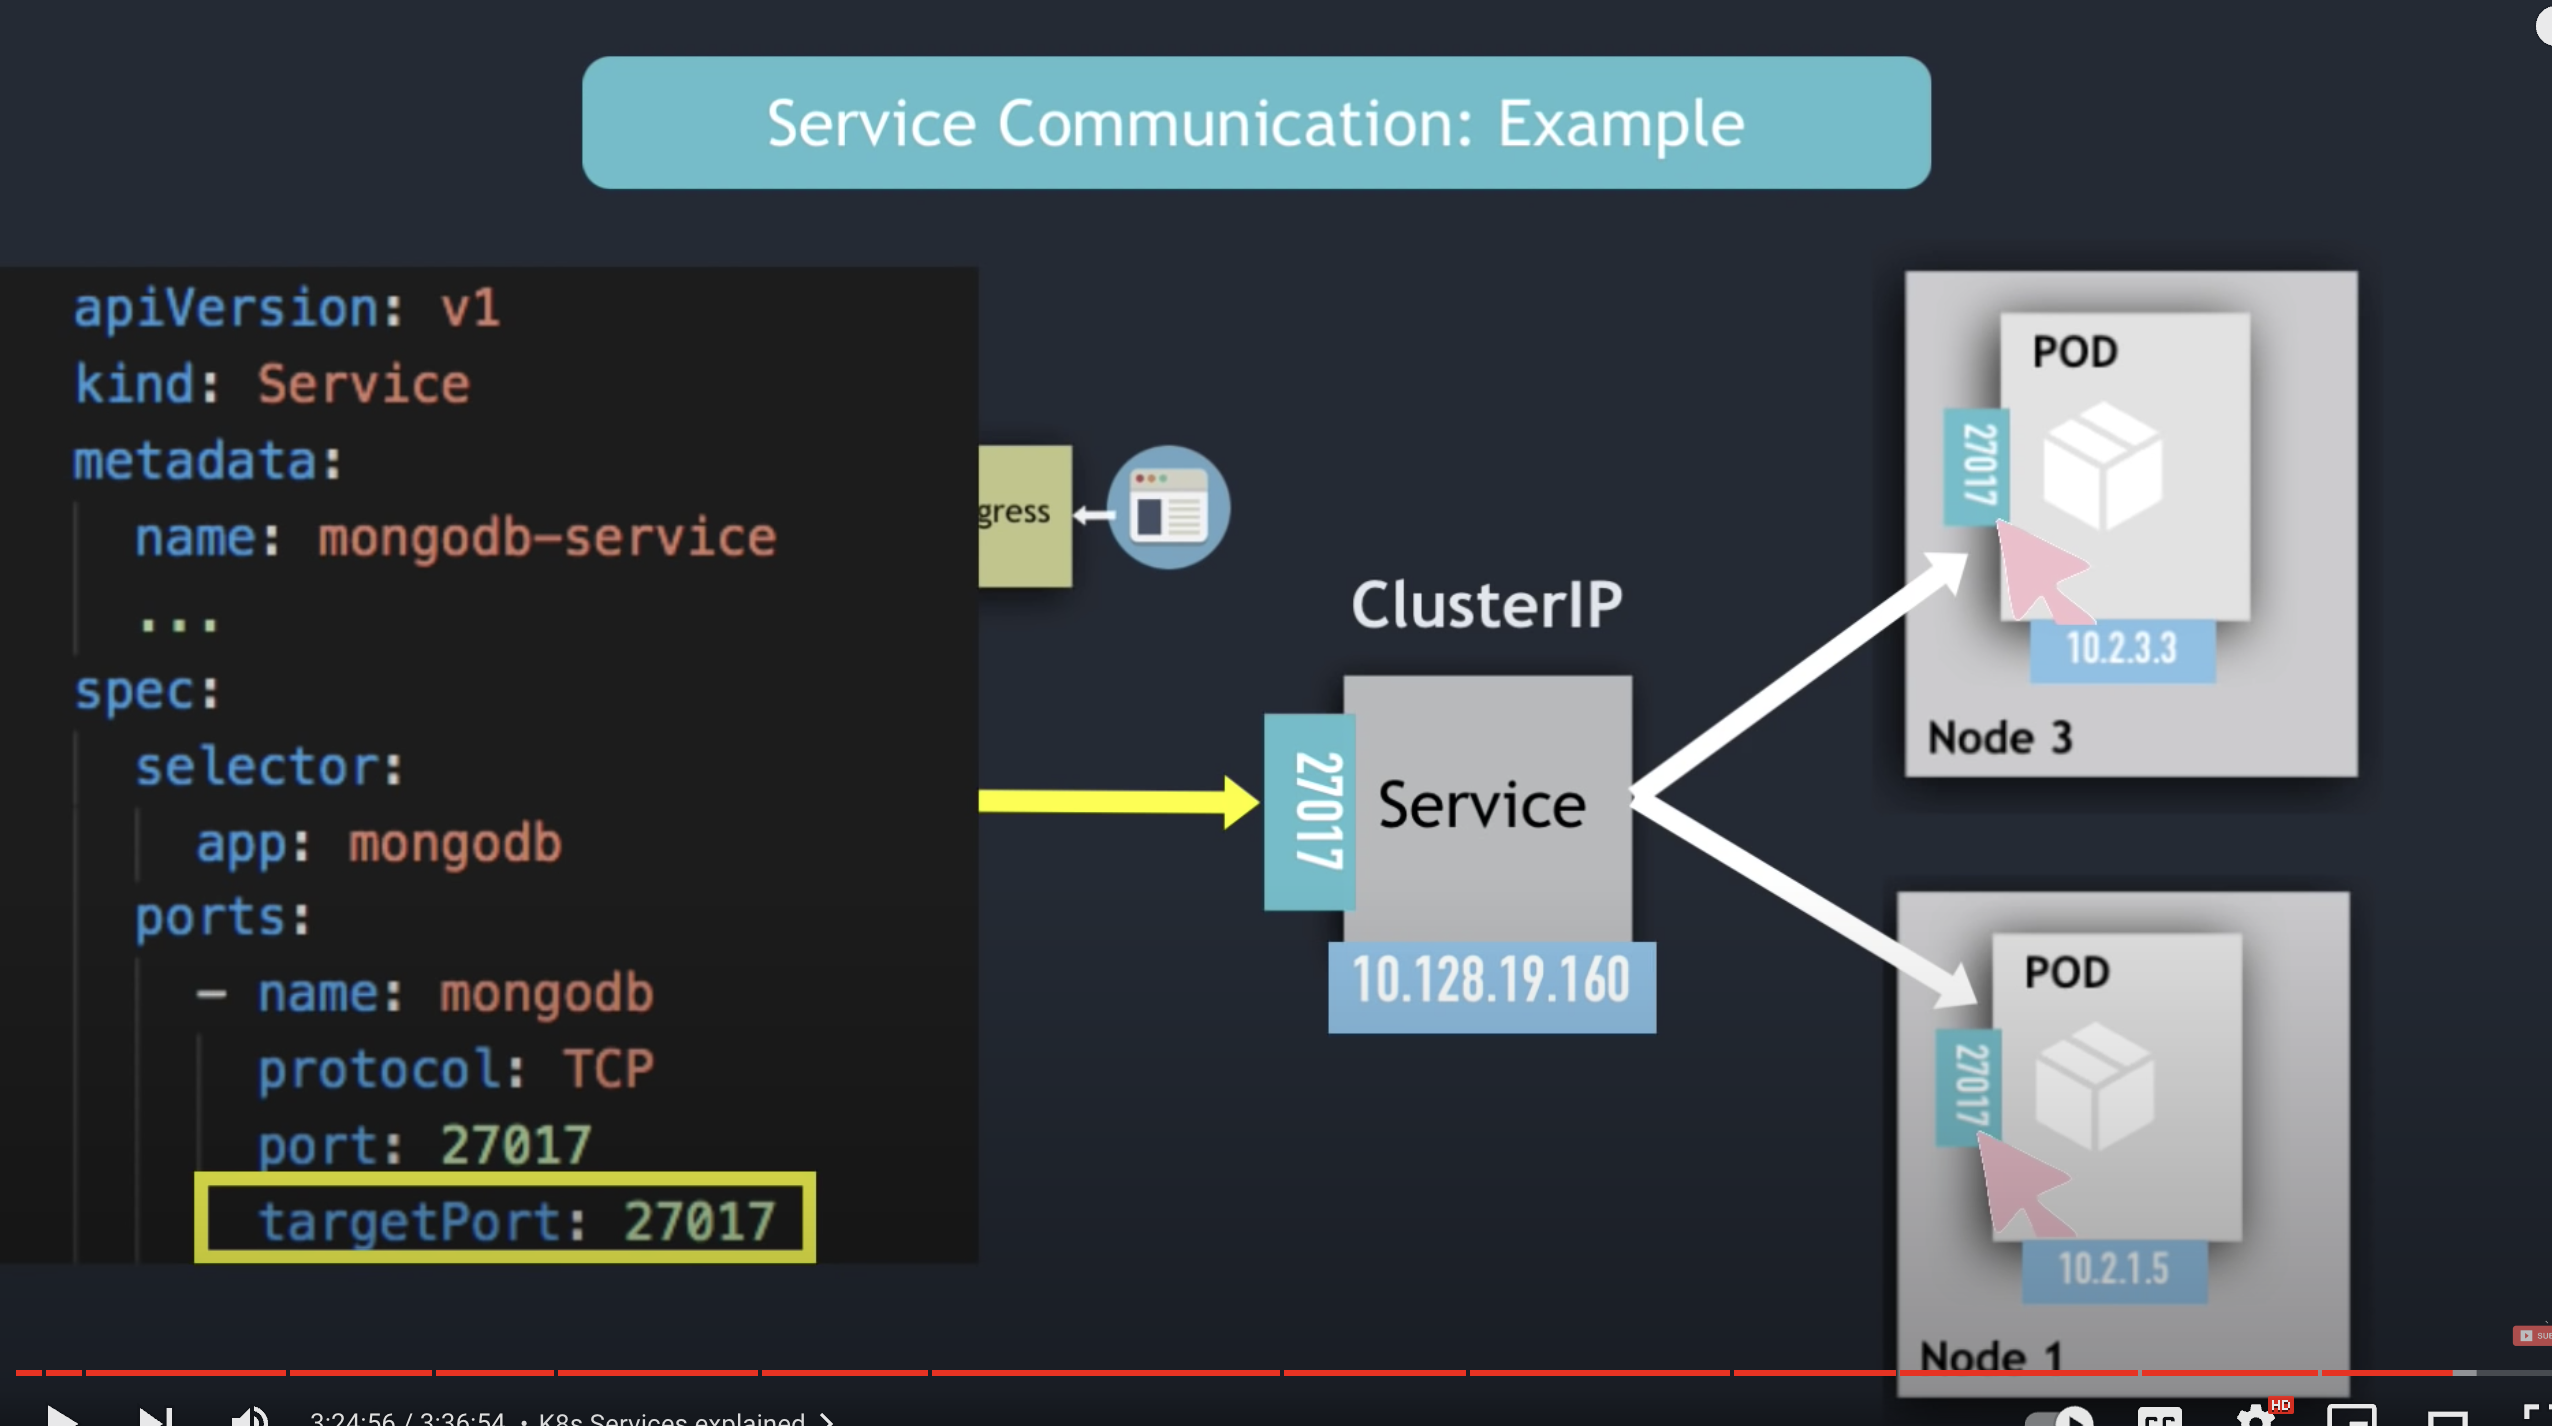 Service Communication: Example
apiVersion: v1
kind: Service
metadata:
name: mongodb-service
...
spec:
selector:
app: mongodb
ports:
- name: mongodb
protocol: TCP
port: 27017
targetPort: 27017
gress
ClusterIP
27017
Service
10.128.19.160
POD
27017
10.2.3.3
Node 3
POD
27017
10.2.1.5
Node 1
3:24:56 / 3:36:54 • K8s Services explained
CC
HD